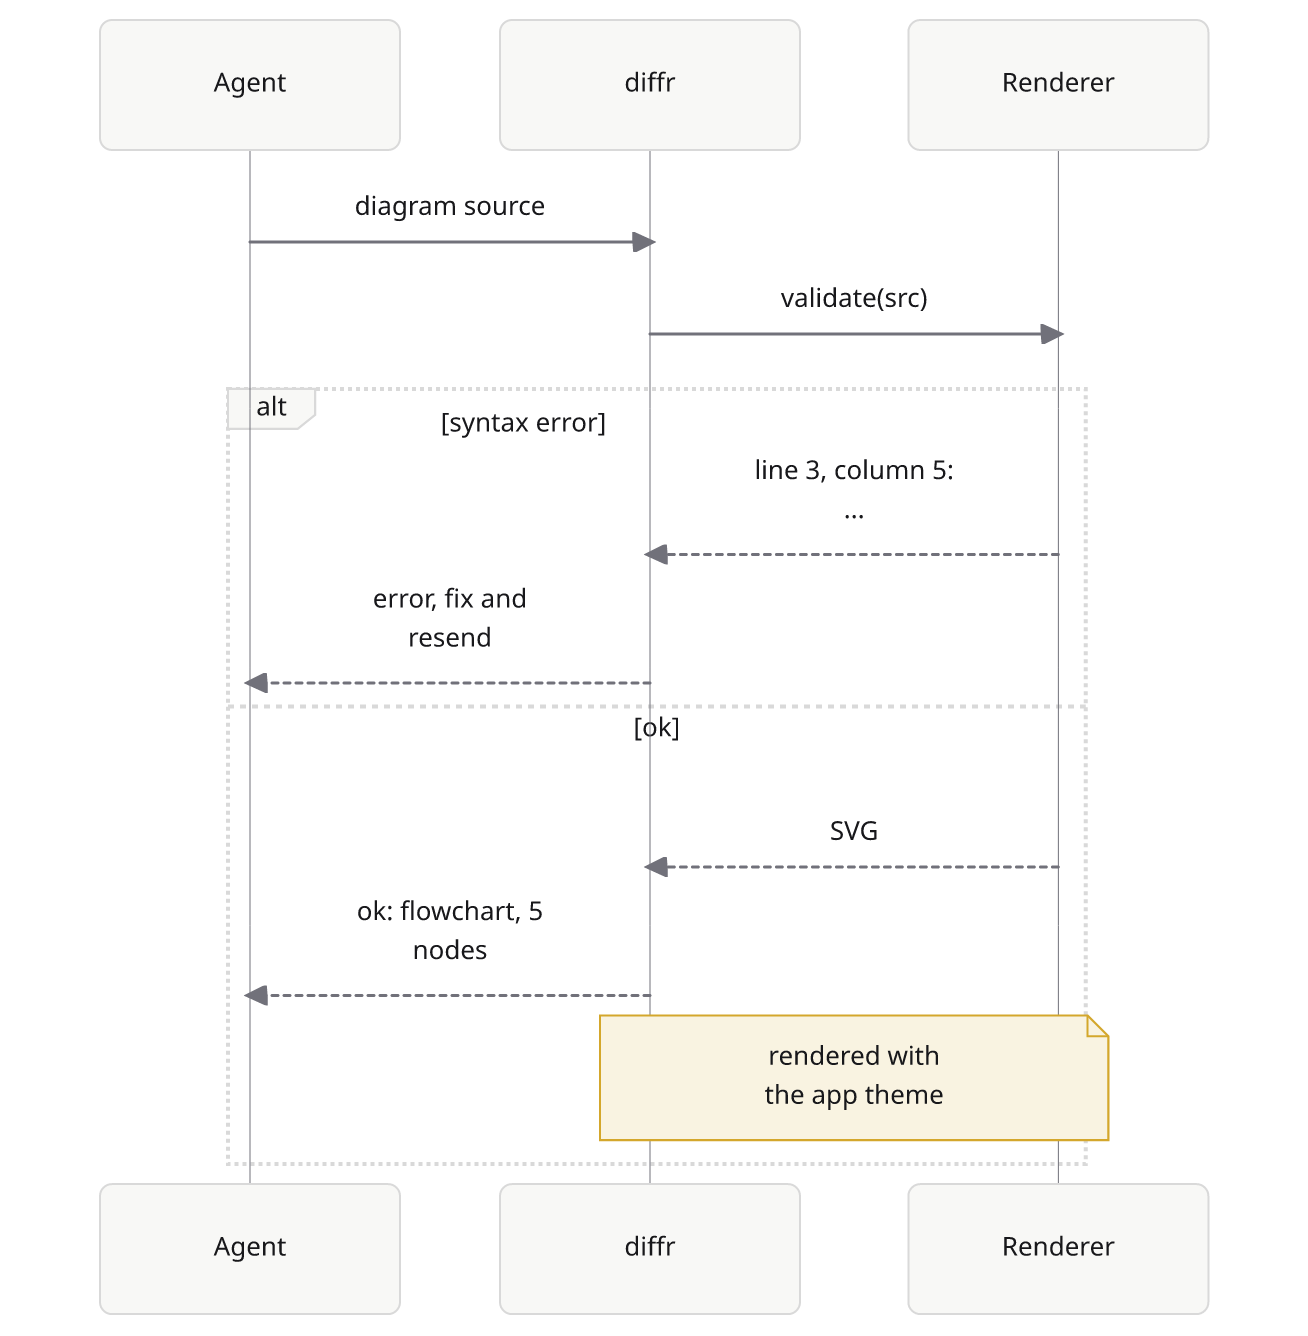 Agent
diffr
Renderer
diagram source
validate(src)
alt
[syntax error]
line 3, column 5:
...
error, fix and
resend
[ok]
SVG
ok: flowchart, 5
nodes
rendered with
the app theme
Agent
diffr
Renderer